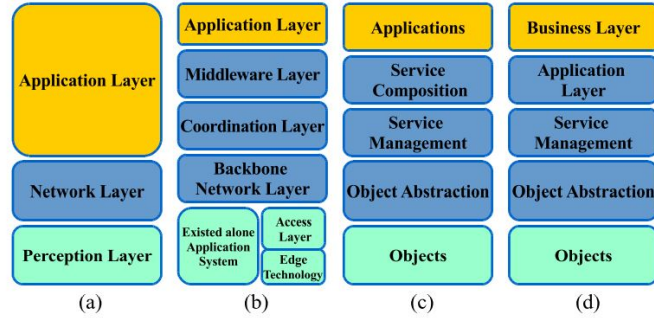 Application Layer
Network Layer
Perception Layer
(a)
Application Layer
Middleware Layer
Coordination Layer
Backbone
Network Layer
Existed alone
Application
System
Access
Layer
Edge
Technology
(b)
Applications
Service
Composition
Service
Management
Object Abstraction
Objects
(c)
Business Layer
Application
Layer
Service
Management
Object Abstraction
Objects
(d)